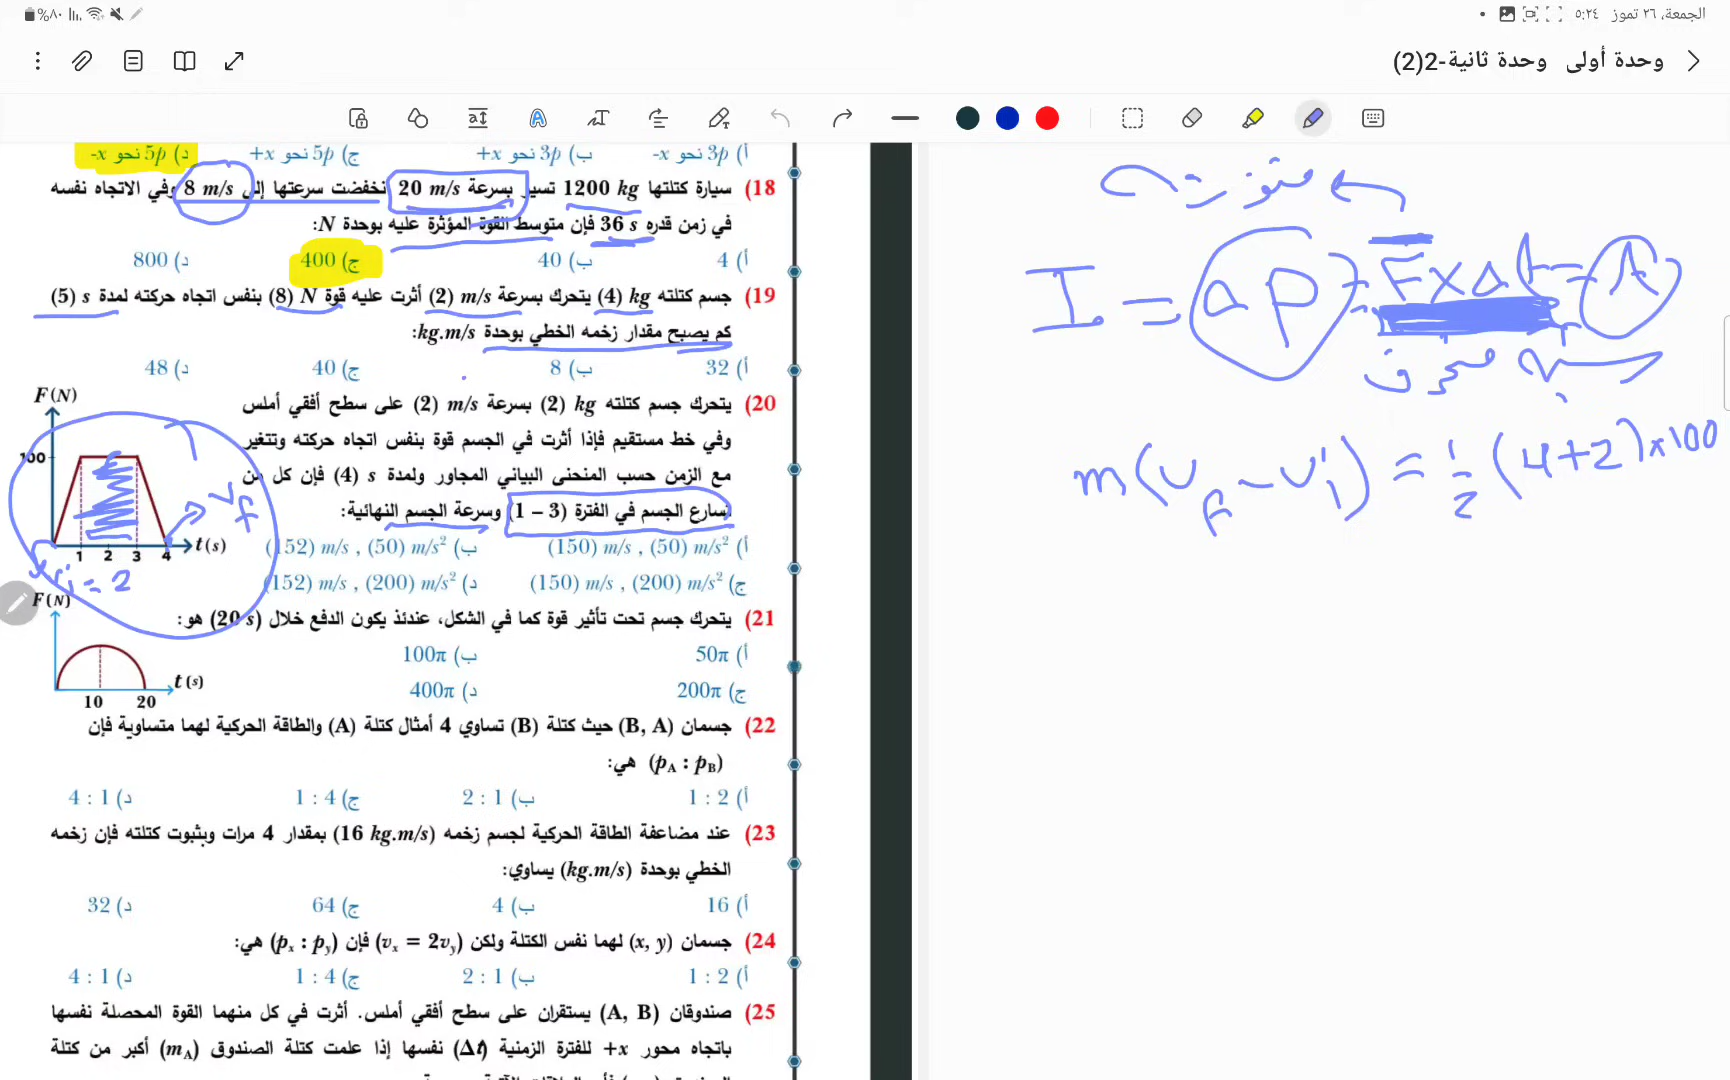 الجمعة، ٢٦ تموز ٥:٢٤
٨٠%
وحدة أولى وحدة ثانية-2(2)
أ) 3p نحو x- ب) 3p نحو x+ ج) 5p نحو x+ د) 5p نحو x-
18) سيارة كتلتها 1200 kg تسير بسرعة 20 m/s نخفضت سرعتها إلى 8 m/s وفي الاتجاه نفسه
في زمن قدره 36 s فإن متوسط القوة المؤثرة عليه بوحدة N:
أ) 4 ب) 40 ج) 400 د) 800
19) جسم كتلته (4) kg يتحرك بسرعة (2) m/s أثرت عليه قوة (8) N بنفس اتجاه حركته لمدة (5) s
كم يصبح مقدار زخمه الخطي بوحدة kg.m/s:
أ) 32 ب) 8 ج) 40 د) 48
20) يتحرك جسم كتلته (2) kg بسرعة (2) m/s على سطح أفقي أملس
وفي خط مستقيم فإذا أثرت في الجسم قوة بنفس اتجاه حركته وتتغير
مع الزمن حسب المنحنى البياني المجاور ولمدة (4) s فإن كل من
تسارع الجسم في الفترة (1 – 3) وسرعة الجسم النهائية:
أ) (150) m/s , (50) m/s² ب) (152) m/s , (50) m/s²
ج) (150) m/s , (200) m/s² د) (152) m/s , (200) m/s²
F(N)
100
1 2 3 4 t(s)
vf
vi = 2
21) يتحرك جسم تحت تأثير قوة كما في الشكل، عندئذ يكون الدفع خلال (20 s) هو:
أ) 50π ب) 100π
ج) 200π د) 400π
F(N)
t(s)
10 20
22) جسمان (B, A) حيث كتلة (B) تساوي 4 أمثال كتلة (A) والطاقة الحركية لهما متساوية فإن
(pA : pB) هي:
أ) 1 : 2 ب) 2 : 1 ج) 1 : 4 د) 4 : 1
23) عند مضاعفة الطاقة الحركية لجسم زخمه (16 kg.m/s) بمقدار 4 مرات وبثبوت كتلته فإن زخمه
الخطي بوحدة (kg.m/s) يساوي:
أ) 16 ب) 4 ج) 64 د) 32
24) جسمان (x, y) لهما نفس الكتلة ولكن (vx = 2vy) فإن (px : py) هي:
أ) 1 : 2 ب) 2 : 1 ج) 1 : 4 د) 4 : 1
25) صندوقان (A, B) يستقران على سطح أفقي أملس. أثرت في كل منهما القوة المحصلة نفسها
باتجاه محور x+ للفترة الزمنية (Δt) نفسها إذا علمت كتلة الصندوق (mA) أكبر من كتلة
I = Δp = F×Δt = A
m(vf - vi) = 1/2 (4+2)×100